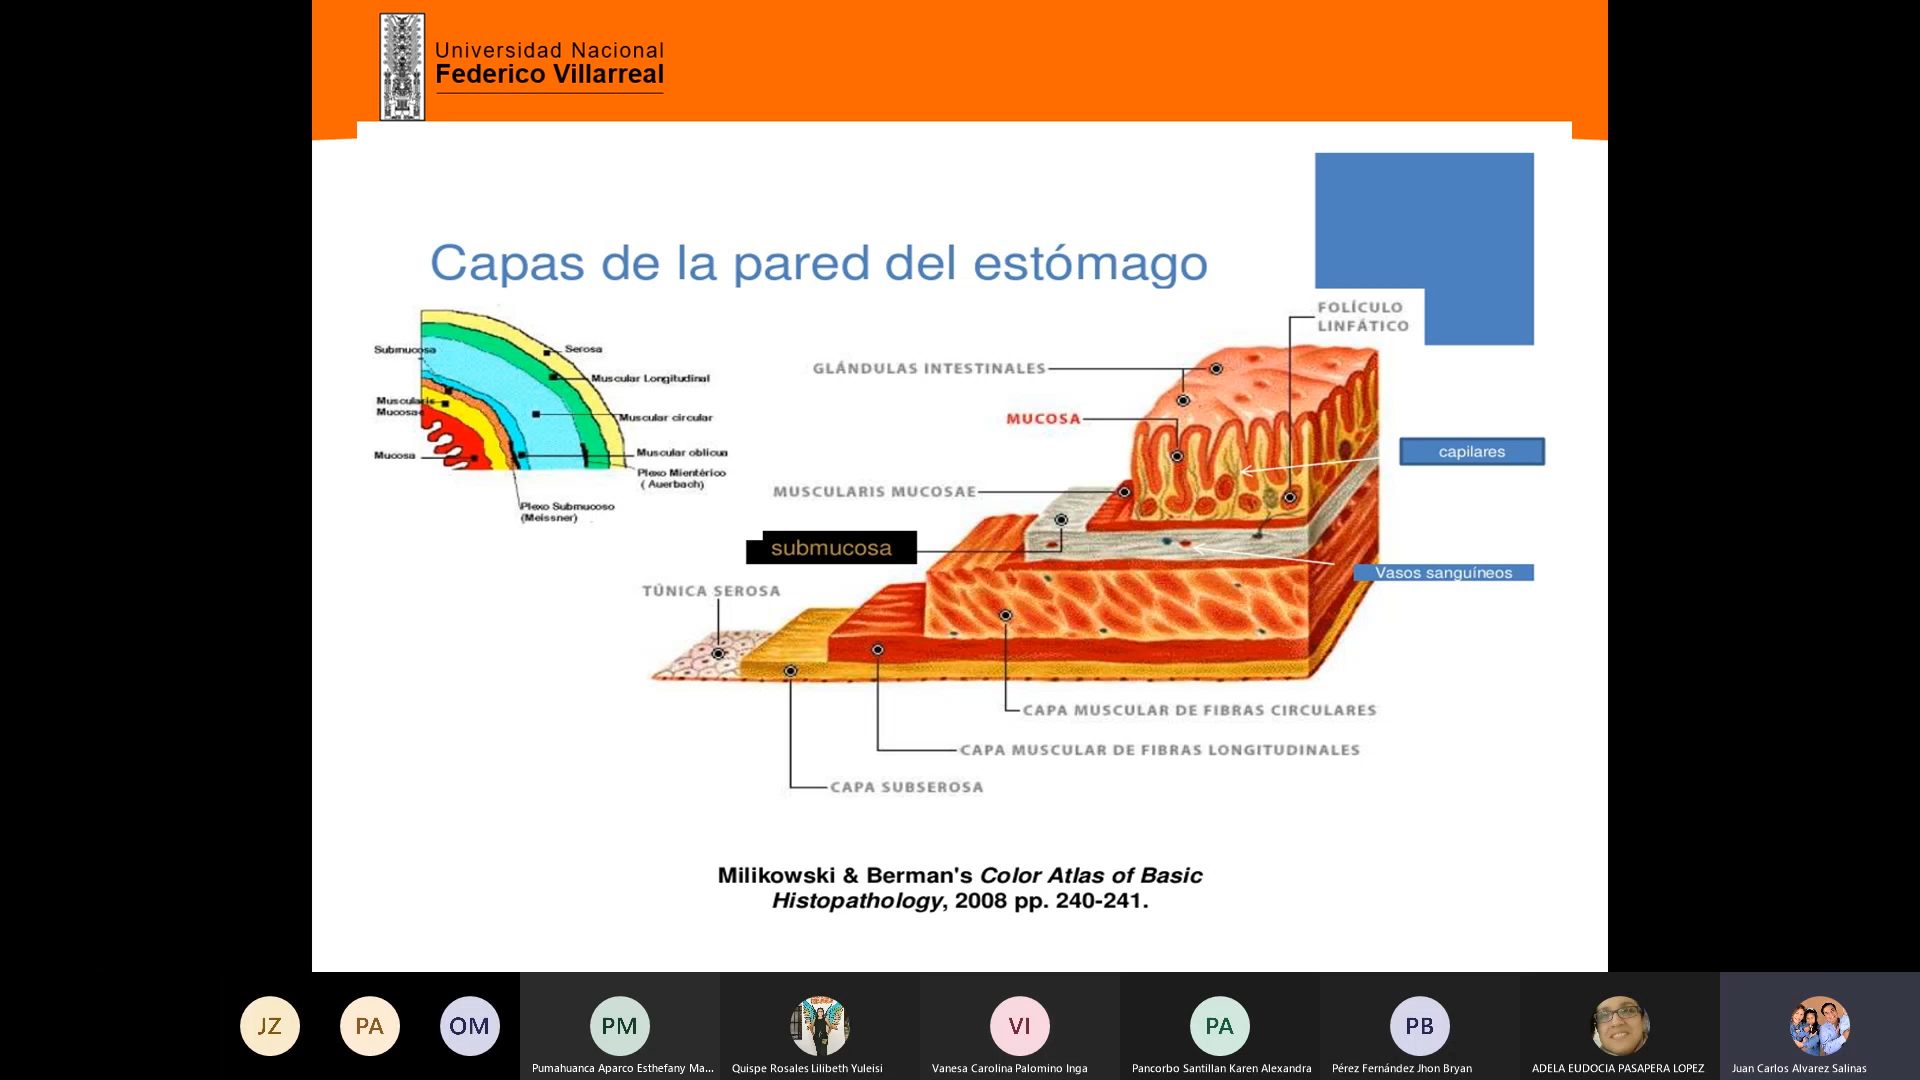 Universidad Nacional
Federico Villarreal
Capas de la pared del estómago
Submucosa
Serosa
Muscular Longitudinal
Muscularis
Mucosae
Muscular circular
Mucosa
Muscular oblicua
Plexo Mientérico
( Auerbach)
Plexo Submucoso
(Meissner)
FOLÍCULO
LINFÁTICO
GLÁNDULAS INTESTINALES
MUCOSA
capilares
MUSCULARIS MUCOSAE
submucosa
Vasos sanguíneos
TÚNICA SEROSA
CAPA MUSCULAR DE FIBRAS CIRCULARES
CAPA MUSCULAR DE FIBRAS LONGITUDINALES
CAPA SUBSEROSA
Milikowski & Berman's Color Atlas of Basic
Histopathology, 2008 pp. 240-241.
JZ
PA
OM
PM
VI
PA
PB
Pumahuanca Aparco Esthefany Ma...
Quispe Rosales Lilibeth Yuleisi
Vanesa Carolina Palomino Inga
Pancorbo Santillan Karen Alexandra
Pérez Fernández Jhon Bryan
ADELA EUDOCIA PASAPERA LOPEZ
Juan Carlos Alvarez Salinas